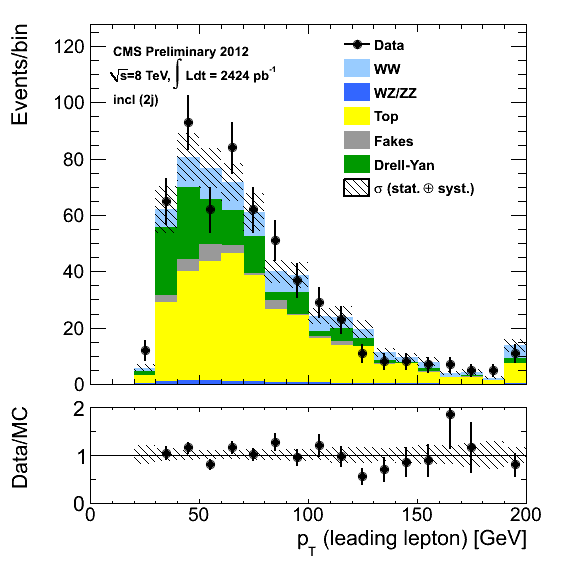 Events/bin
120
100
80
60
40
20
0
CMS Preliminary 2012
√s=8 TeV, ∫ Ldt = 2424 pb⁻¹
incl (2j)
Data
WW
WZ/ZZ
Top
Fakes
Drell-Yan
σ (stat. ⊕ syst.)
Data/MC
2
1
0
0 50 100 150 200
p_T (leading lepton) [GeV]